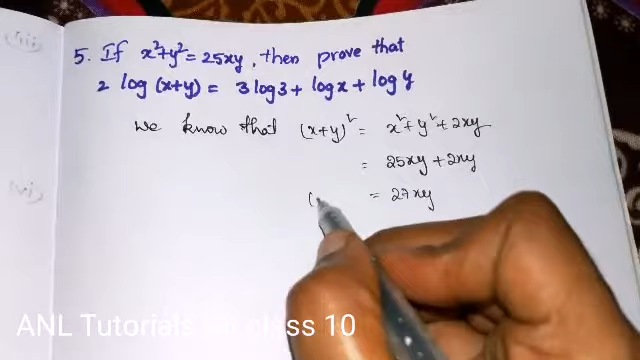 5. If x²+y² = 25xy, then prove that
2 log (x+y) = 3 log 3 + log x + log y
We know that (x+y)² = x²+y²+2xy
= 25xy + 2xy
( = 27xy
ANL Tutorials class 10